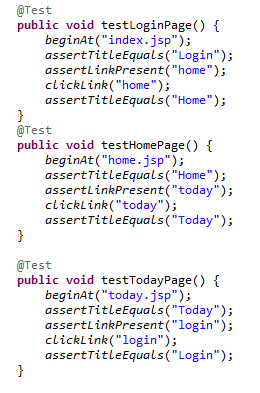 @Test
public void testLoginPage() {
    beginAt("index.jsp");
    assertTitleEquals("Login");
    assertLinkPresent("home");
    clickLink("home");
    assertTitleEquals("Home");
}
@Test
public void testHomePage() {
    beginAt("home.jsp");
    assertTitleEquals("Home");
    assertLinkPresent("today");
    clickLink("today");
    assertTitleEquals("Today");
}

@Test
public void testTodayPage() {
    beginAt("today.jsp");
    assertTitleEquals("Today");
    assertLinkPresent("login");
    clickLink("login");
    assertTitleEquals("Login");
}